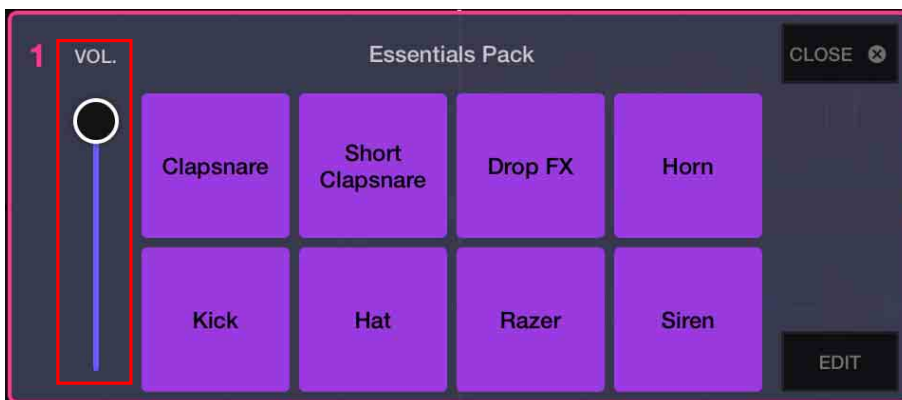 1 VOL. Essentials Pack CLOSE
Clapsnare
Short
Clapsnare
Drop FX
Horn
Kick
Hat
Razer
Siren
EDIT